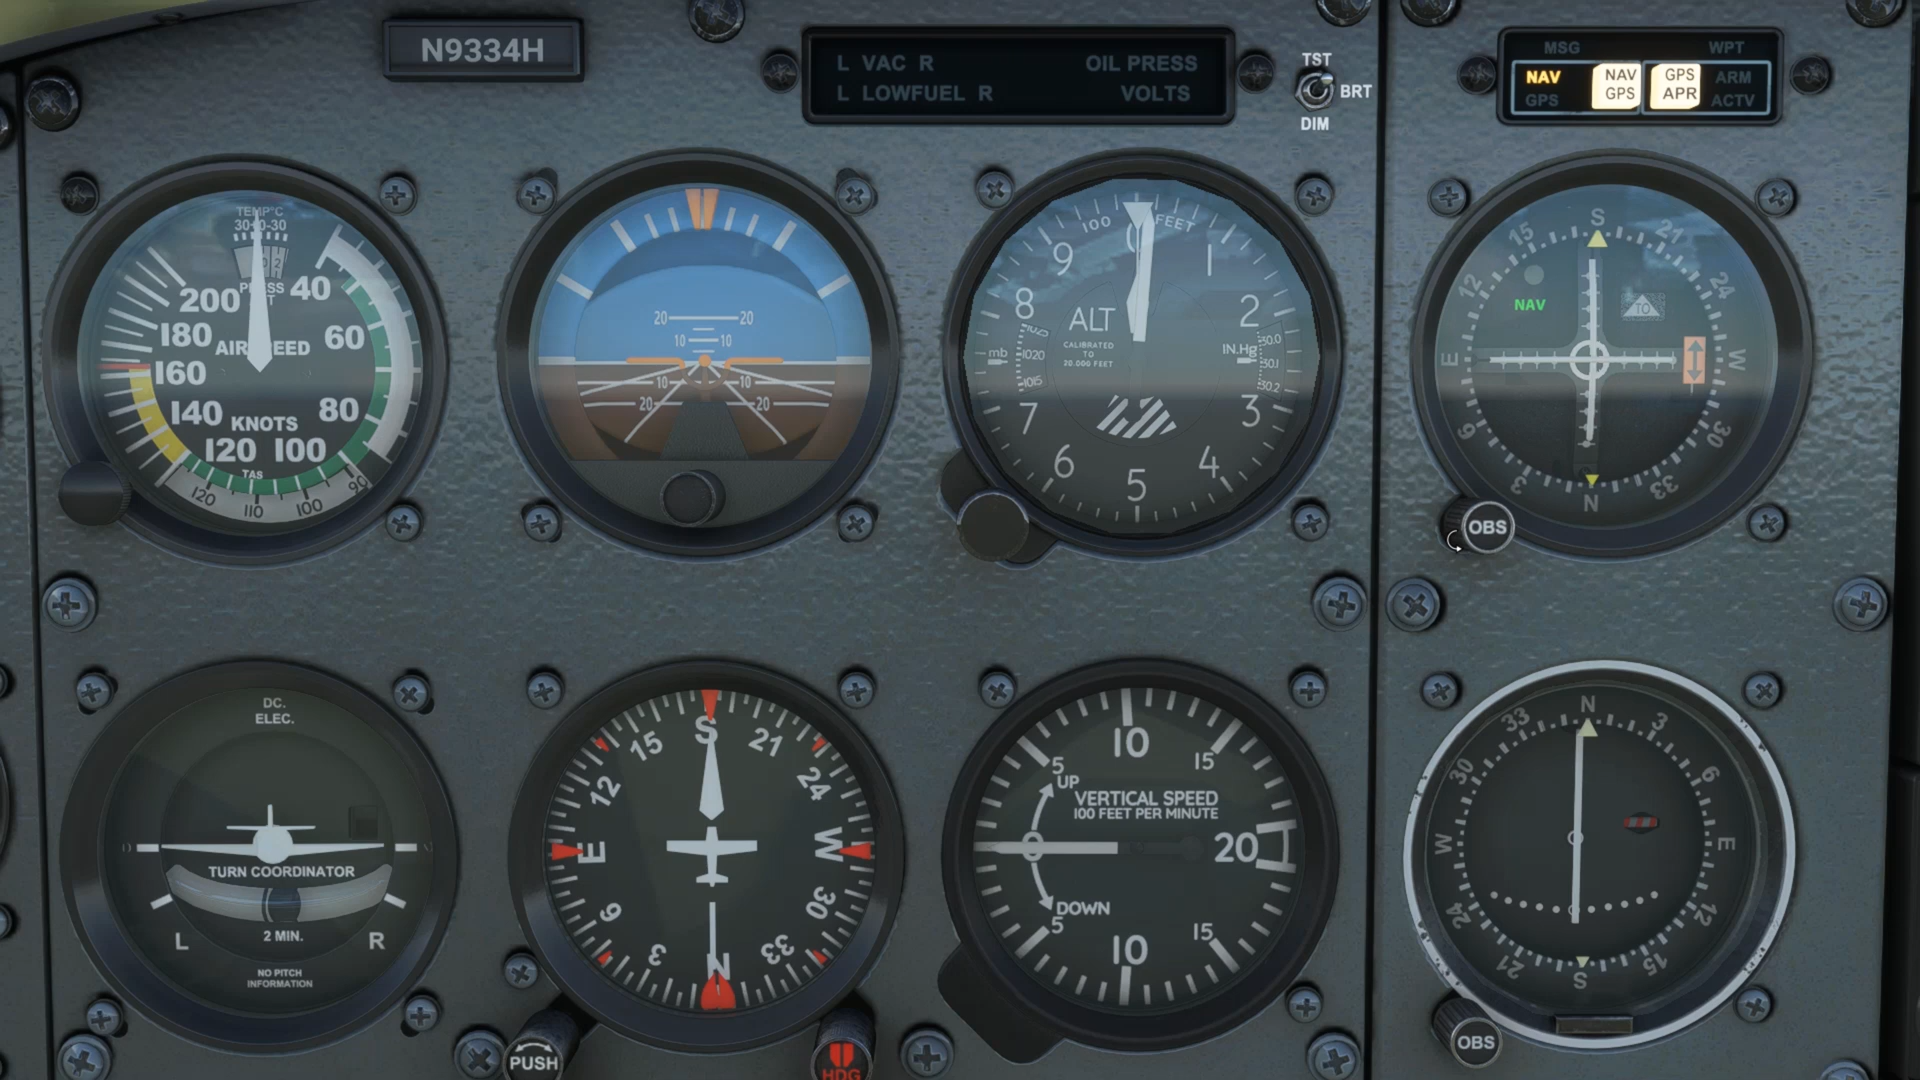 N9334H
L VAC R OIL PRESS
L LOWFUEL R VOLTS
TST
BRT
DIM
MSG WPT
NAV NAV GPS ARM
GPS GPS APR ACTV
TEMP°C
200 40
180 60
160
140 80
KNOTS
120 100
TAS
120 110 100 90
20 20
10 10
10 10
20 20
100 FEET
9 1
8 2
ALT
CALIBRATED
TO
20,000 FEET
mb 1020 1015
IN.Hg 30.0 30.1 30.2
7 3
6 4
5
S 21 24 W 30 33 N 3 6 E 12 15
NAV
TO
OBS
DC.
ELEC.
TURN COORDINATOR
2 MIN.
L R
NO PITCH
INFORMATION
S 21 24 W 30 33 N 3 6 E 12 15
PUSH
HDG
10
5 15
UP
VERTICAL SPEED
100 FEET PER MINUTE
0 20
DOWN
5 15
10
N 3 6 E 12 15 S 21 24 W 30 33
OBS